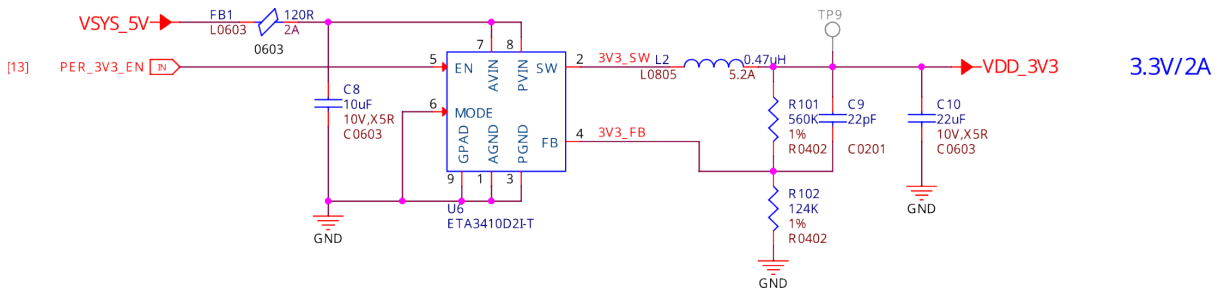 TP9
VSYS_5V
FB1
120R
L0603
2A
0603
7
8
[13]
PER_3V3_EN
IN
5
EN
AVIN
PVIN
SW
2
3V3_SW
L2
0.47uH
L0805
5.2A
VDD_3V3
3.3V/2A
C8
10uF
10V,X5R
C0603
6
MODE
GPAD
AGND
PGND
FB
4
3V3_FB
R101
560K
1%
R0402
C9
22pF
C0201
C10
22uF
10V,X5R
C0603
9
1
3
U6
ETA3410D2I-T
R102
124K
1%
R0402
GND
GND
GND